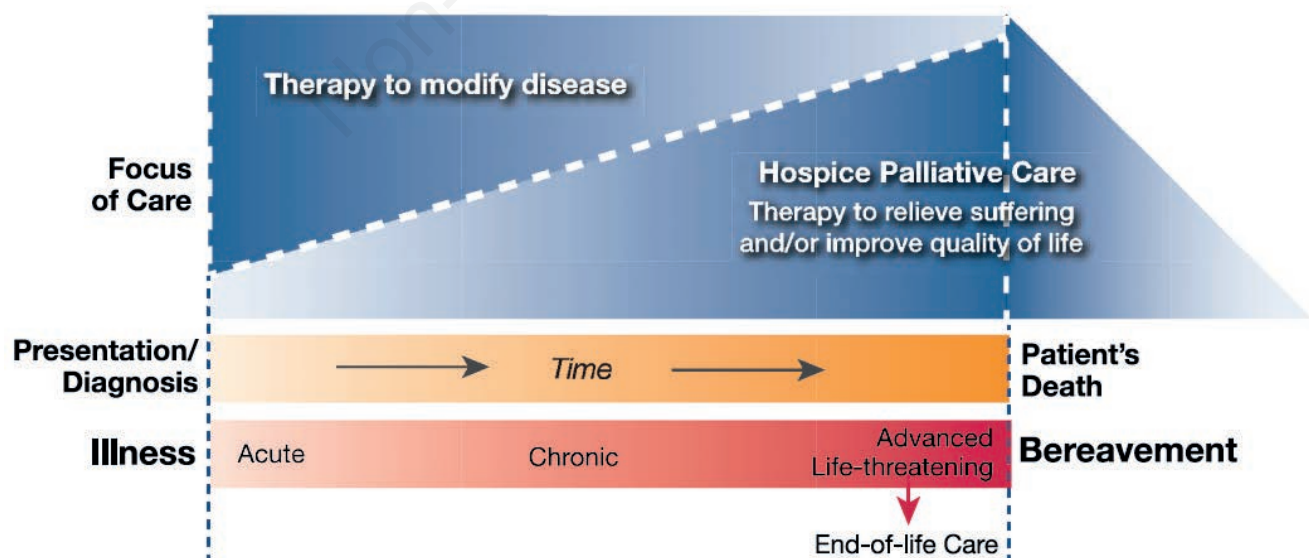 Therapy to modify disease
Focus
of Care
Hospice Palliative Care
Therapy to relieve suffering
and/or improve quality of life
Presentation/
Diagnosis
Time
Patient's
Death
Illness
Acute
Chronic
Advanced
Life-threatening
Bereavement
End-of-life Care